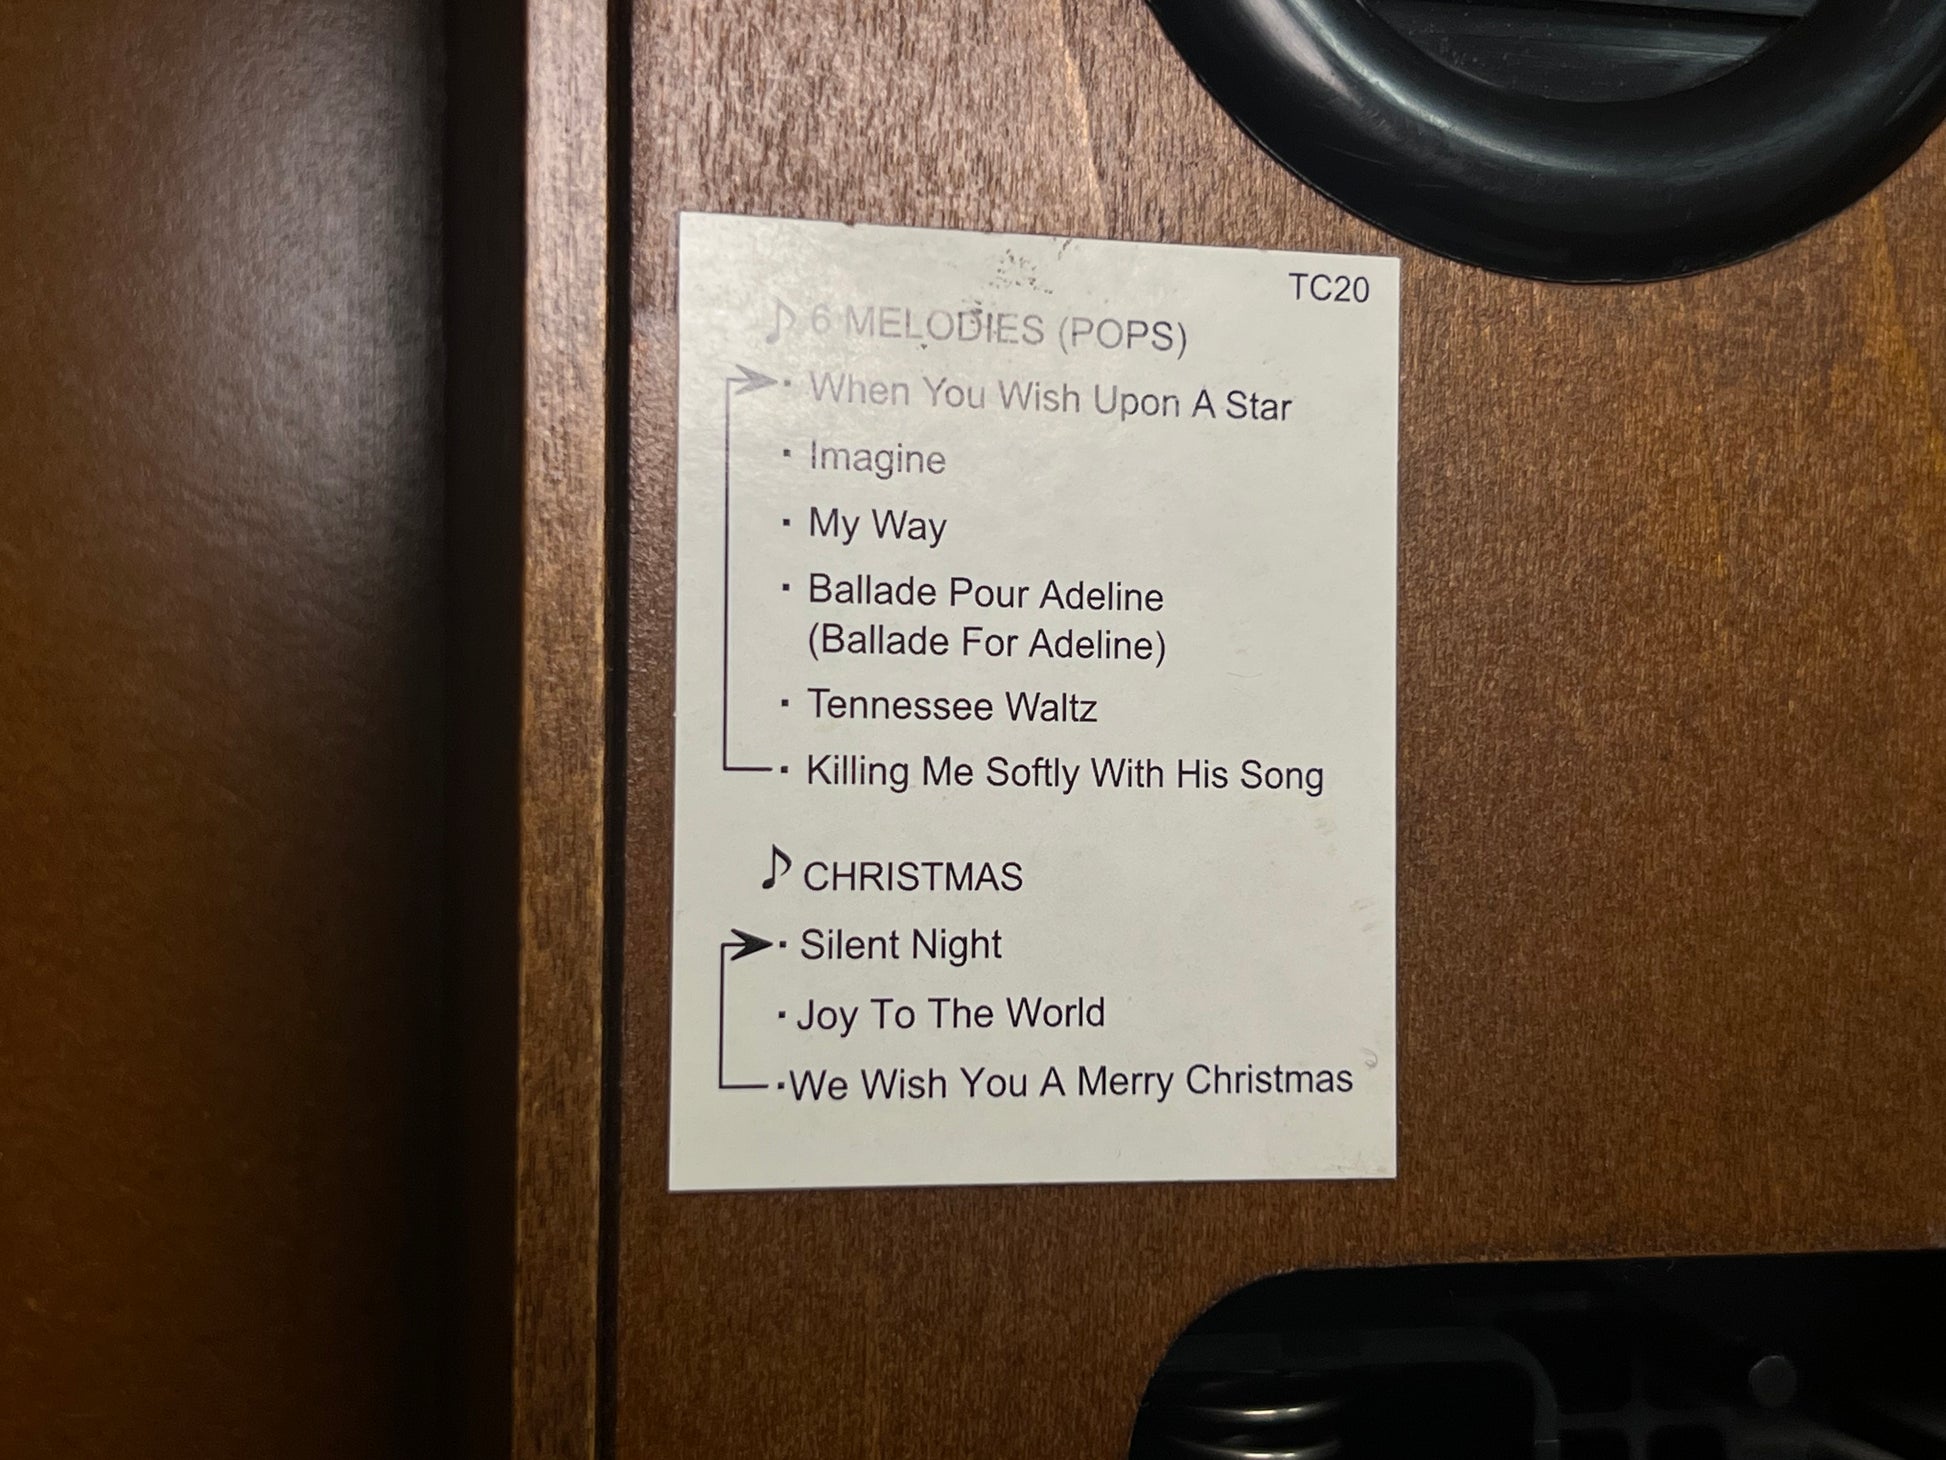 TC20
♪ 6 MELODIES (POPS)
· When You Wish Upon A Star
· Imagine
· My Way
· Ballade Pour Adeline
(Ballade For Adeline)
· Tennessee Waltz
· Killing Me Softly With His Song
♪ CHRISTMAS
· Silent Night
· Joy To The World
· We Wish You A Merry Christmas